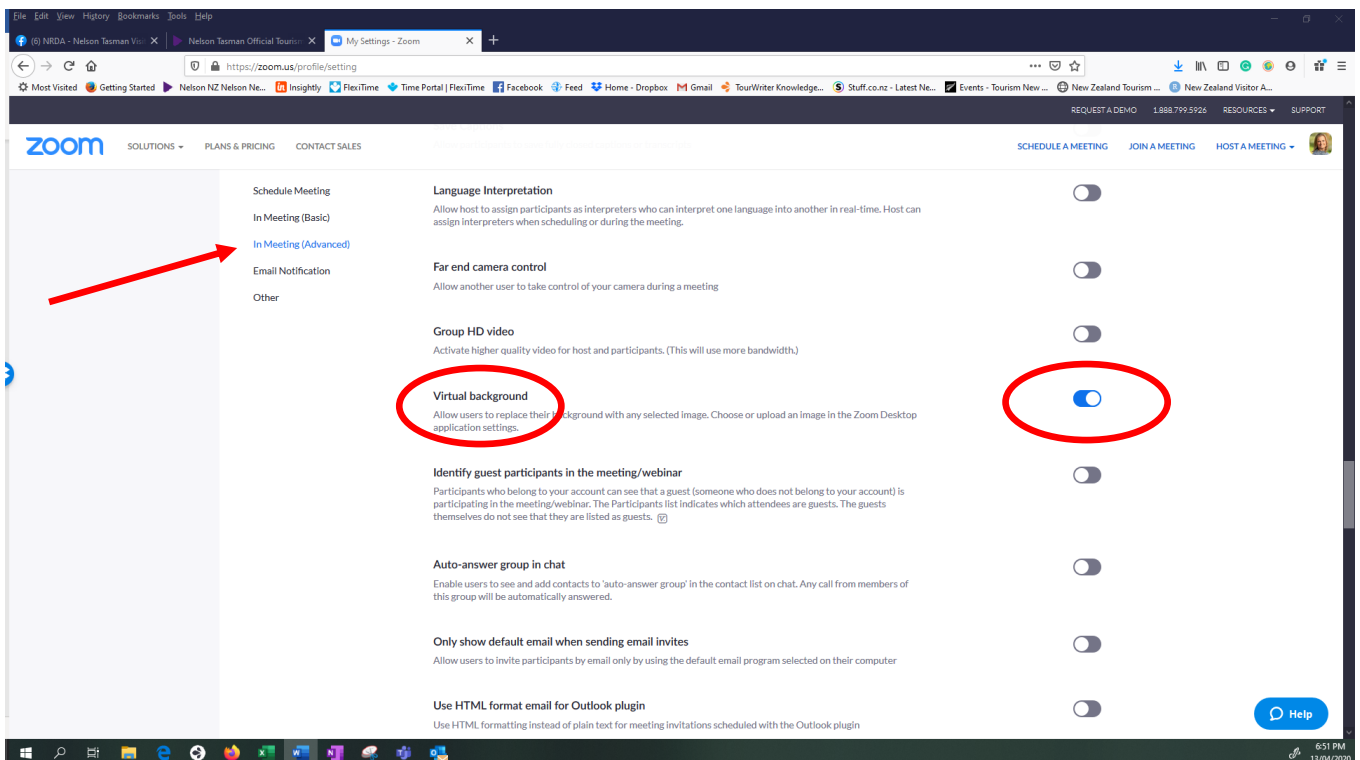 File Edit View History Bookmarks Tools Help
(6) NRDA - Nelson Tasman Visi
Nelson Tasman Official Tourism
My Settings - Zoom
https://zoom.us/profile/setting
Most Visited Getting Started Nelson NZ Nelson Ne... Insightly FlexiTime Time Portal | FlexiTime Facebook Feed Home - Dropbox Gmail TourWriter Knowledge... Stuff.co.nz - Latest Ne... Events - Tourism New ... New Zealand Tourism ... New Zealand Visitor A...
REQUEST A DEMO 1.888.799.5926 RESOURCES SUPPORT
zoom SOLUTIONS PLANS & PRICING CONTACT SALES SCHEDULE A MEETING JOIN A MEETING HOST A MEETING
Schedule Meeting
In Meeting (Basic)
In Meeting (Advanced)
Email Notification
Other
Language Interpretation
Allow host to assign participants as interpreters who can interpret one language into another in real-time. Host can
assign interpreters when scheduling or during the meeting.
Far end camera control
Allow another user to take control of your camera during a meeting
Group HD video
Activate higher quality video for host and participants. (This will use more bandwidth.)
Virtual background
Allow users to replace their background with any selected image. Choose or upload an image in the Zoom Desktop
application settings.
Identify guest participants in the meeting/webinar
Participants who belong to your account can see that a guest (someone who does not belong to your account) is
participating in the meeting/webinar. The Participants list indicates which attendees are guests. The guests
themselves do not see that they are listed as guests.
Auto-answer group in chat
Enable users to see and add contacts to 'auto-answer group' in the contact list on chat. Any call from members of
this group will be automatically answered.
Only show default email when sending email invites
Allow users to invite participants by email only by using the default email program selected on their computer
Use HTML format email for Outlook plugin
Use HTML formatting instead of plain text for meeting invitations scheduled with the Outlook plugin
Help
6:51 PM
13/04/2020